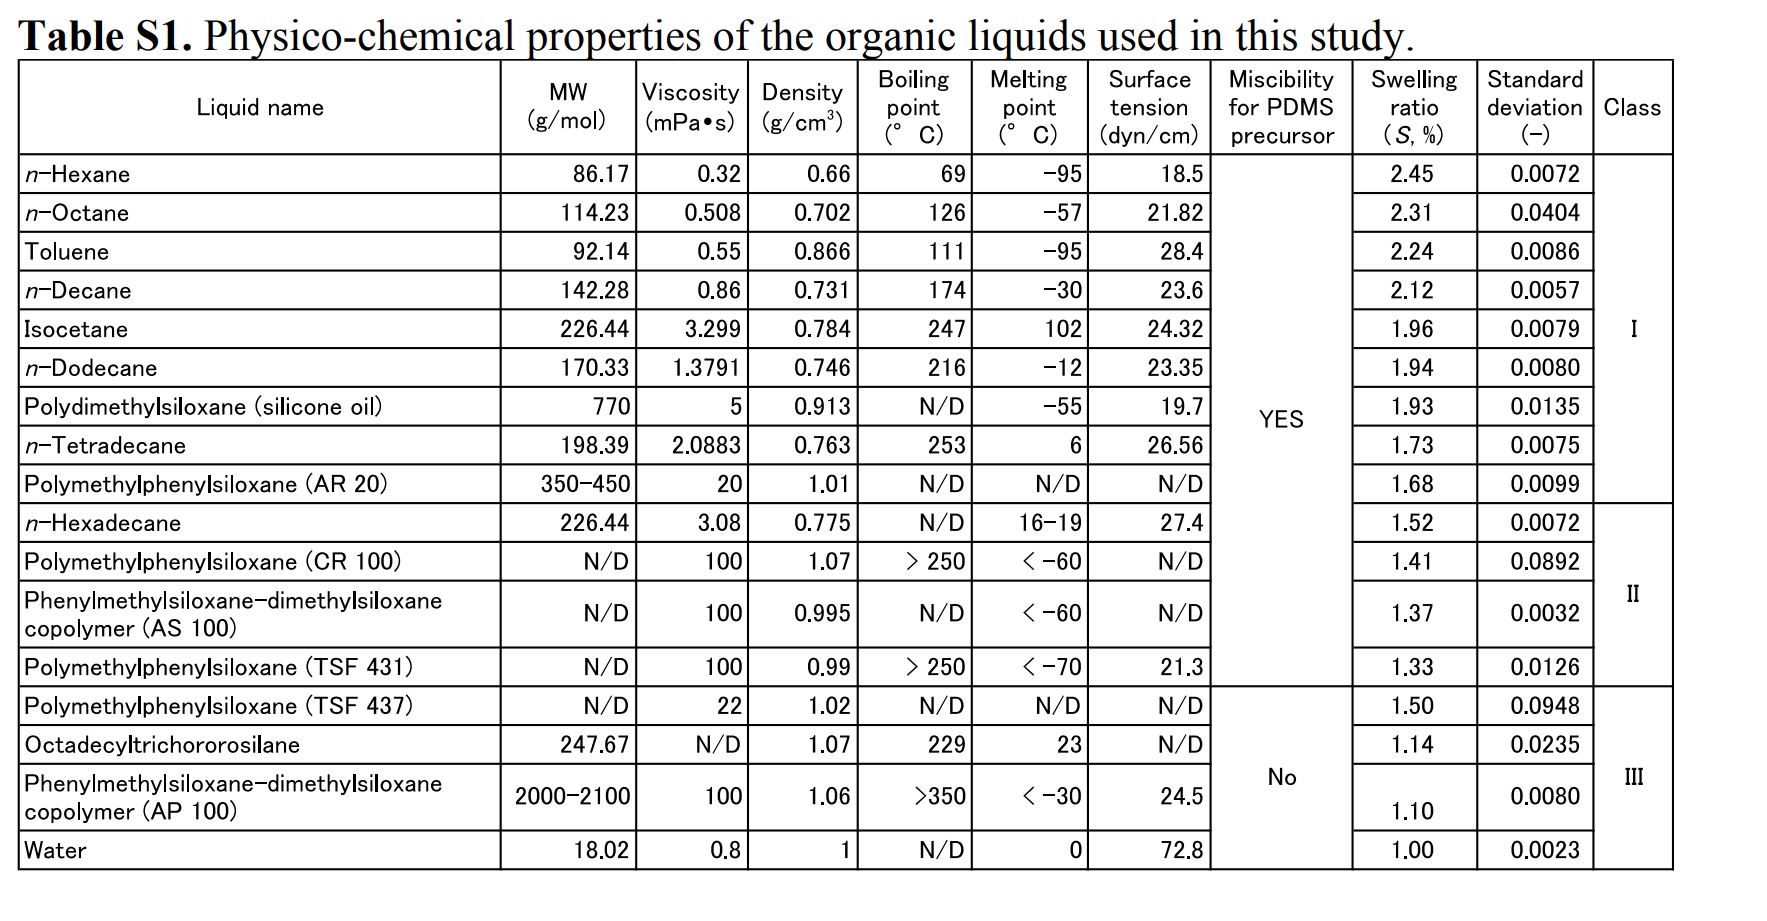 Table S1. Physico-chemical properties of the organic liquids used in this study.
Liquid name MW (g/mol) Viscosity (mPa•s) Density (g/cm³) Boiling point (° C) Melting point (° C) Surface tension (dyn/cm) Miscibility for PDMS precursor Swelling ratio (S, %) Standard deviation (-) Class
n-Hexane 86.17 0.32 0.66 69 -95 18.5 2.45 0.0072
n-Octane 114.23 0.508 0.702 126 -57 21.82 2.31 0.0404
Toluene 92.14 0.55 0.866 111 -95 28.4 2.24 0.0086
n-Decane 142.28 0.86 0.731 174 -30 23.6 2.12 0.0057
Isocetane 226.44 3.299 0.784 247 102 24.32 1.96 0.0079 I
n-Dodecane 170.33 1.3791 0.746 216 -12 23.35 1.94 0.0080
Polydimethylsiloxane (silicone oil) 770 5 0.913 N/D -55 19.7 YES 1.93 0.0135
n-Tetradecane 198.39 2.0883 0.763 253 6 26.56 1.73 0.0075
Polymethylphenylsiloxane (AR 20) 350-450 20 1.01 N/D N/D N/D 1.68 0.0099
n-Hexadecane 226.44 3.08 0.775 N/D 16-19 27.4 1.52 0.0072
Polymethylphenylsiloxane (CR 100) N/D 100 1.07 > 250 < -60 N/D 1.41 0.0892
Phenylmethylsiloxane-dimethylsiloxane
copolymer (AS 100) N/D 100 0.995 N/D < -60 N/D 1.37 0.0032 II
Polymethylphenylsiloxane (TSF 431) N/D 100 0.99 > 250 < -70 21.3 1.33 0.0126
Polymethylphenylsiloxane (TSF 437) N/D 22 1.02 N/D N/D N/D 1.50 0.0948
Octadecyltrichororosilane 247.67 N/D 1.07 229 23 N/D 1.14 0.0235
Phenylmethylsiloxane-dimethylsiloxane
copolymer (AP 100) 2000-2100 100 1.06 >350 < -30 24.5 No 1.10 0.0080 III
Water 18.02 0.8 1 N/D 0 72.8 1.00 0.0023